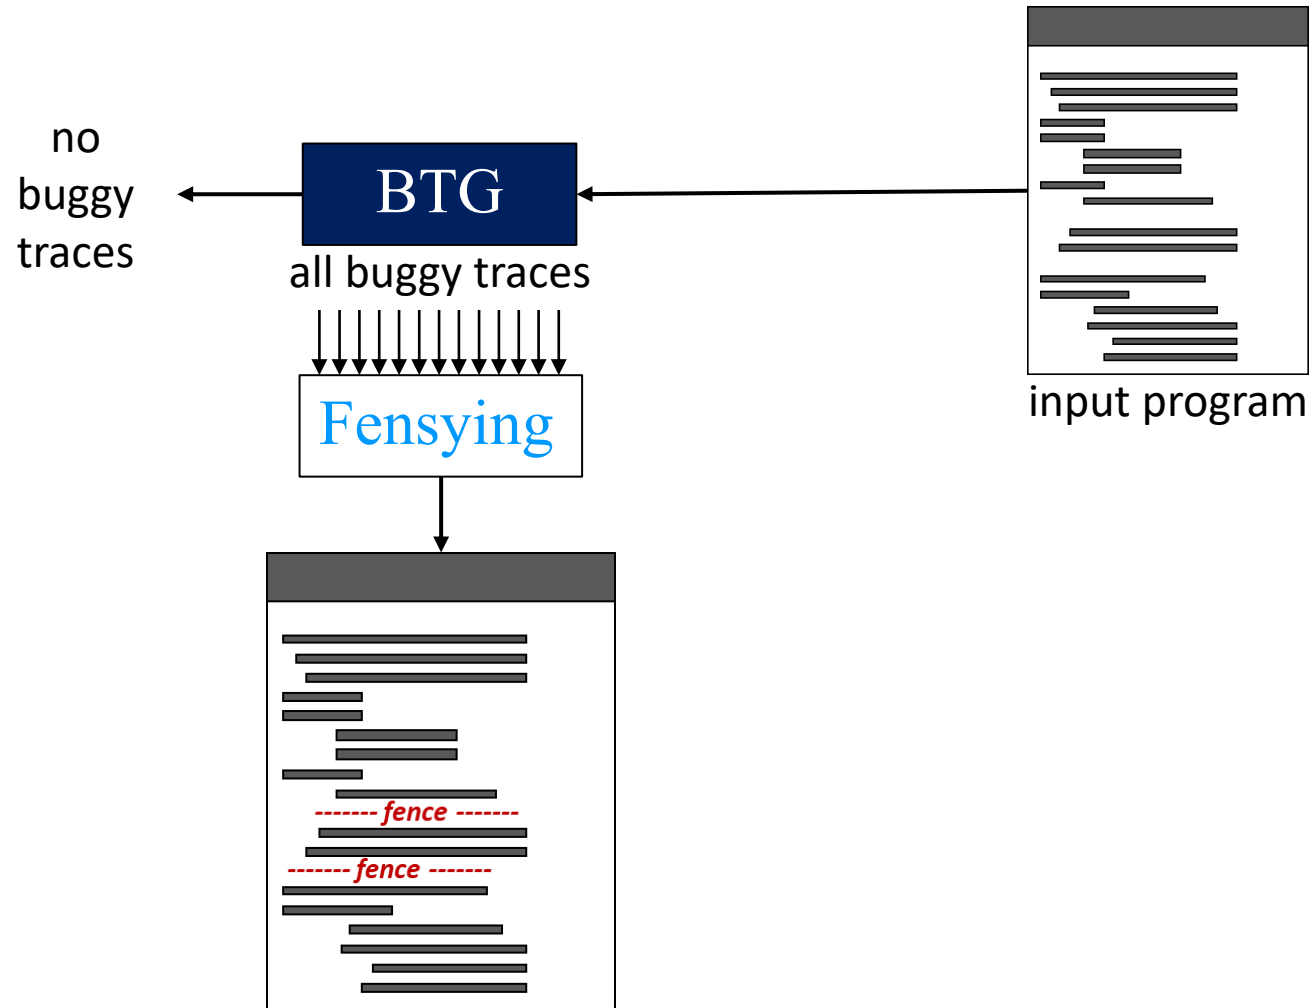 no
buggy
traces
BTG
all buggy traces
Fensying
input program
------- fence -------
------- fence -------